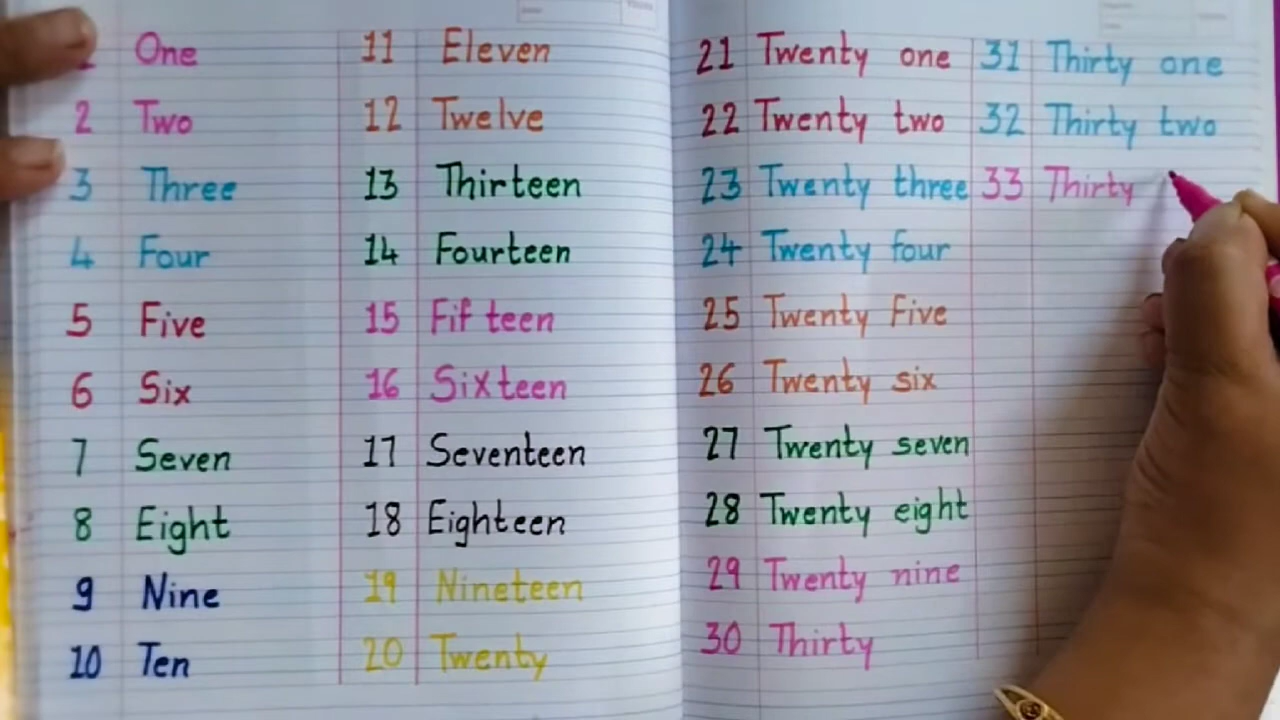 1 One
2 Two
3 Three
4 Four
5 Five
6 Six
7 Seven
8 Eight
9 Nine
10 Ten
11 Eleven
12 Twelve
13 Thirteen
14 Fourteen
15 Fif teen
16 Sixteen
17 Seventeen
18 Eighteen
19 Nineteen
20 Twenty
21 Twenty one
22 Twenty two
23 Twenty three
24 Twenty four
25 Twenty Five
26 Twenty six
27 Twenty seven
28 Twenty eight
29 Twenty nine
30 Thirty
31 Thirty one
32 Thirty two
33 Thirty